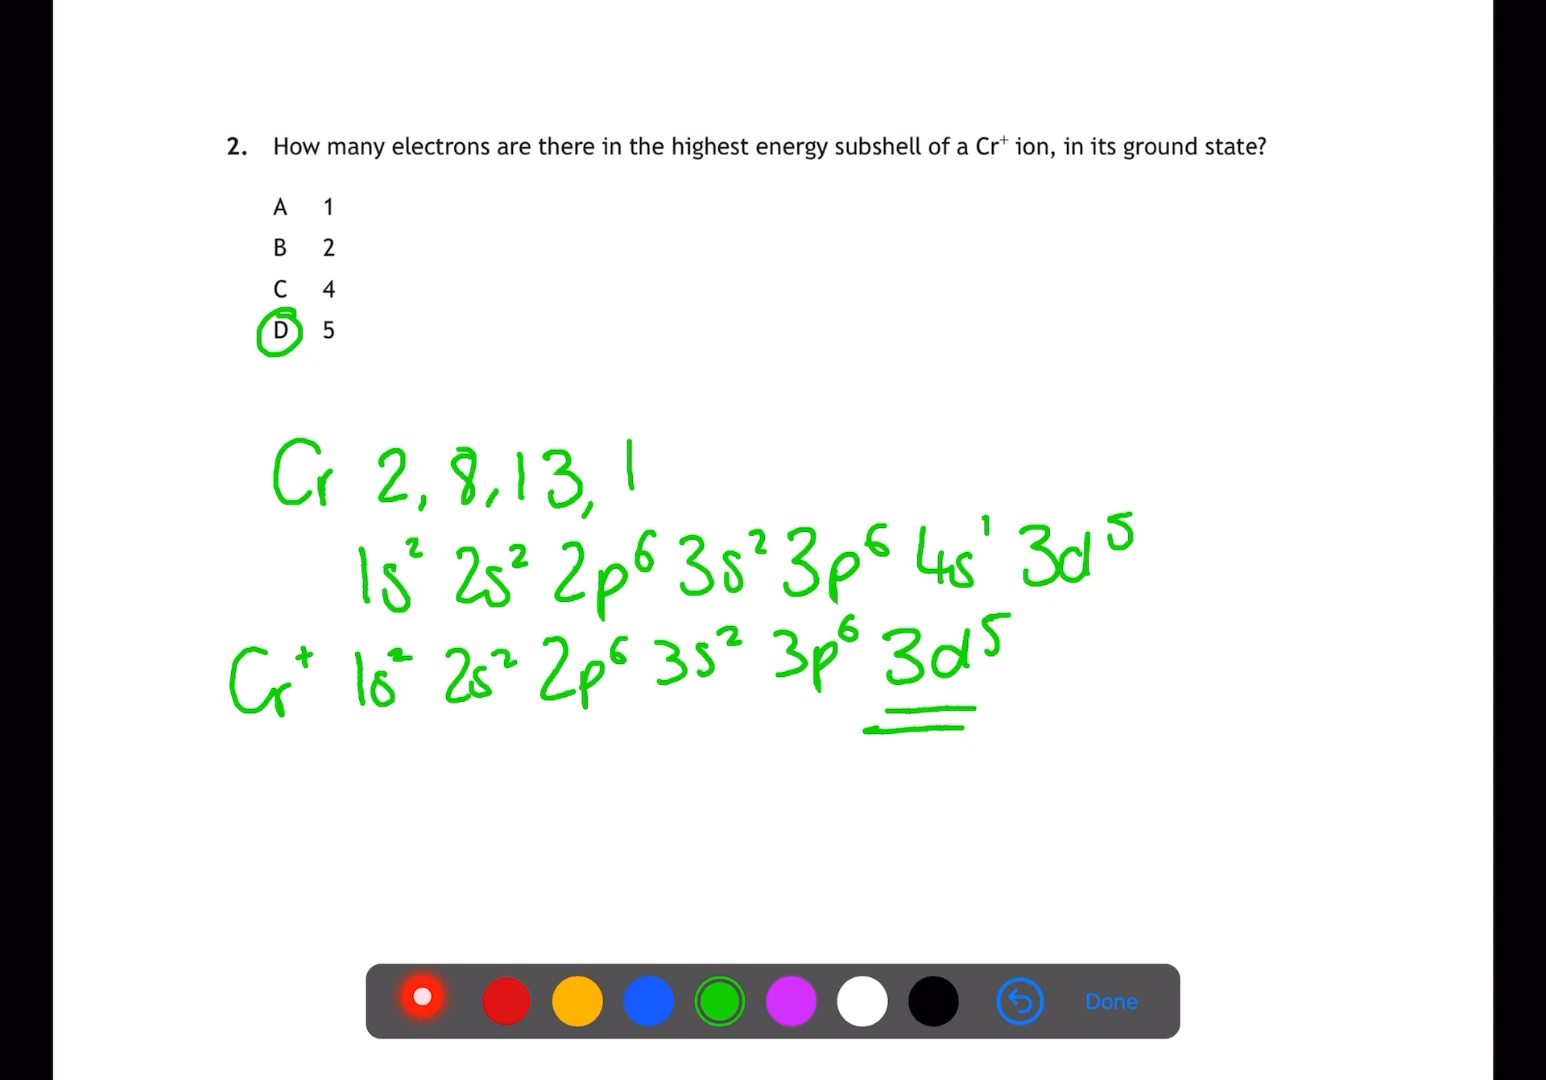 2. How many electrons are there in the highest energy subshell of a Cr⁺ ion, in its ground state?
A 1
B 2
C 4
D 5
Cr 2, 8, 13, 1
1s² 2s² 2p⁶ 3s² 3p⁶ 4s¹ 3d⁵
Cr⁺ 1s² 2s² 2p⁶ 3s² 3p⁶ 3d⁵
Done